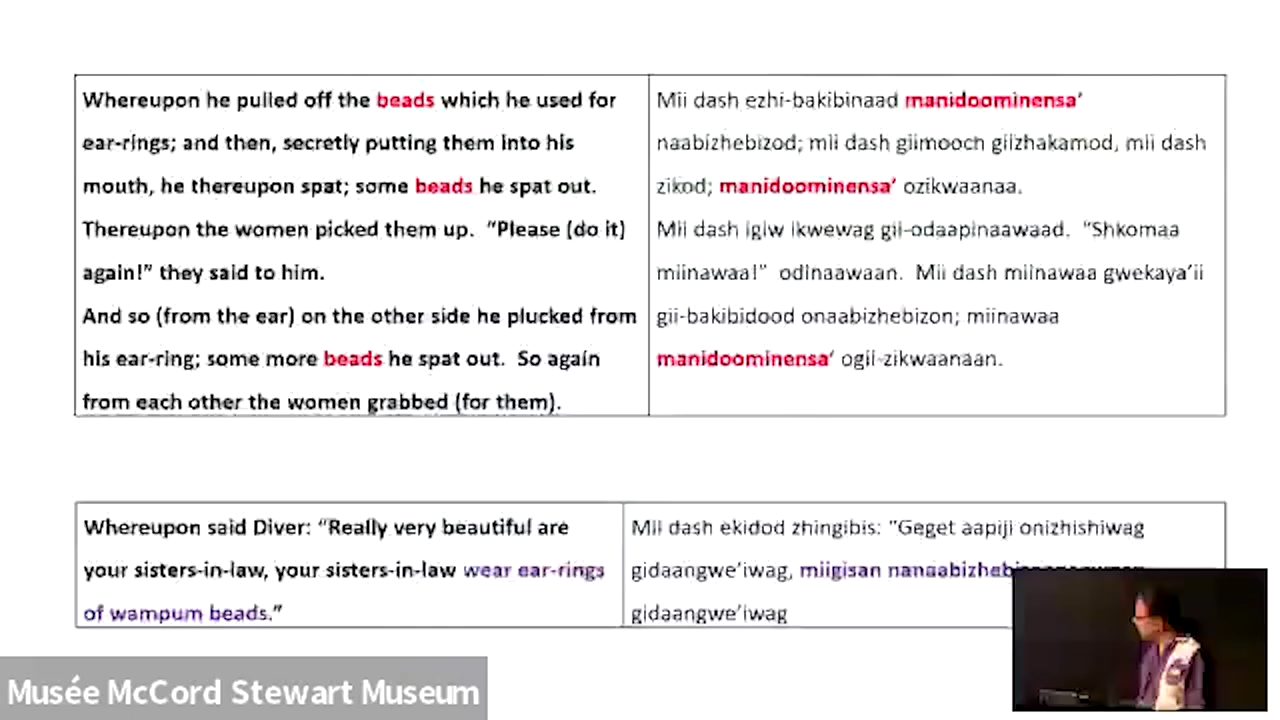 Whereupon he pulled off the beads which he used for
ear-rings; and then, secretly putting them into his
mouth, he thereupon spat; some beads he spat out.
Thereupon the women picked them up. “Please (do it)
again!” they said to him.
And so (from the ear) on the other side he plucked from
his ear-ring; some more beads he spat out. So again
from each other the women grabbed (for them).
Mii dash ezhi-bakibinaad manidoominensa’
naabizhebizod; mii dash giimooch giizhakamod, mii dash
zikod; manidoominensa’ ozikwaanaa.
Mii dash igiw ikwewag gii-odaapinaawaad. “Shkomaa
miinawaa!” odinaawaan. Mii dash miinawaa gwekaya’ii
gii-bakibidood onaabizhebizon; miinawaa
manidoominensa’ ogii-zikwaanaan.
Whereupon said Diver: “Really very beautiful are
your sisters-in-law, your sisters-in-law wear ear-rings
of wampum beads.”
Mii dash ekidod zhingibis: “Geget aapiji onizhishiwag
gidaangwe’iwag, miigisan
gidaangwe’iwag
Musée McCord Stewart Museum